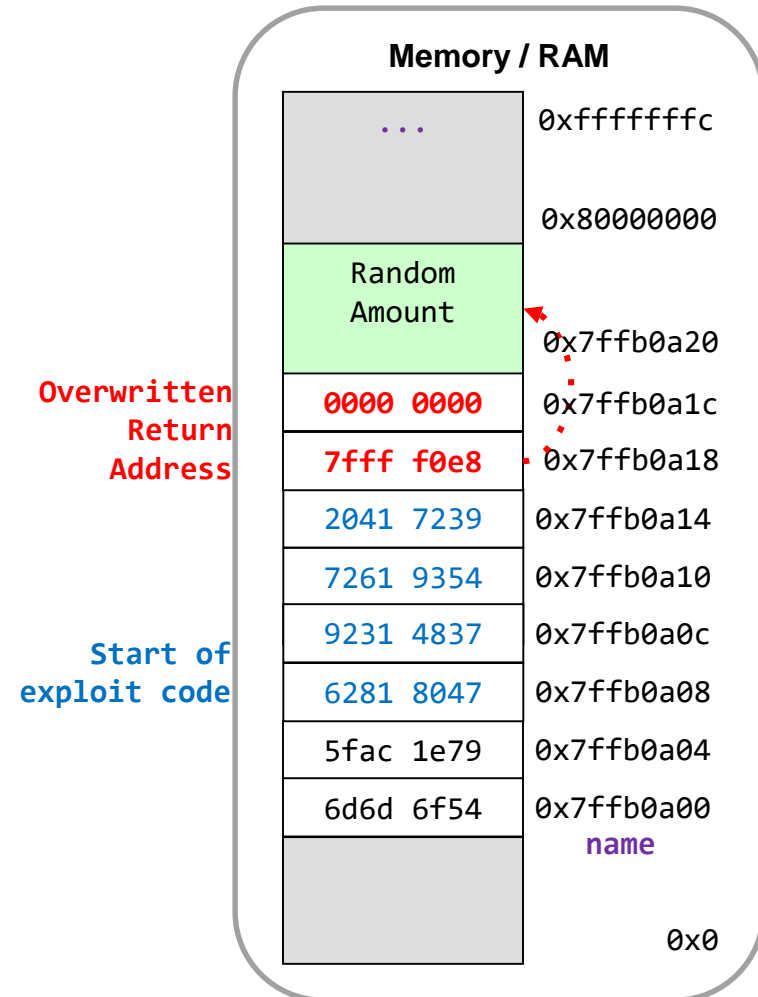 Memory / RAM
... 0xfffffffc
0x80000000
Random
Amount
0x7ffb0a20
Overwritten
Return
Address
0000 0000 0x7ffb0a1c
7fff f0e8 0x7ffb0a18
2041 7239 0x7ffb0a14
7261 9354 0x7ffb0a10
9231 4837 0x7ffb0a0c
Start of
exploit code
6281 8047 0x7ffb0a08
5fac 1e79 0x7ffb0a04
6d6d 6f54 0x7ffb0a00
name
0x0